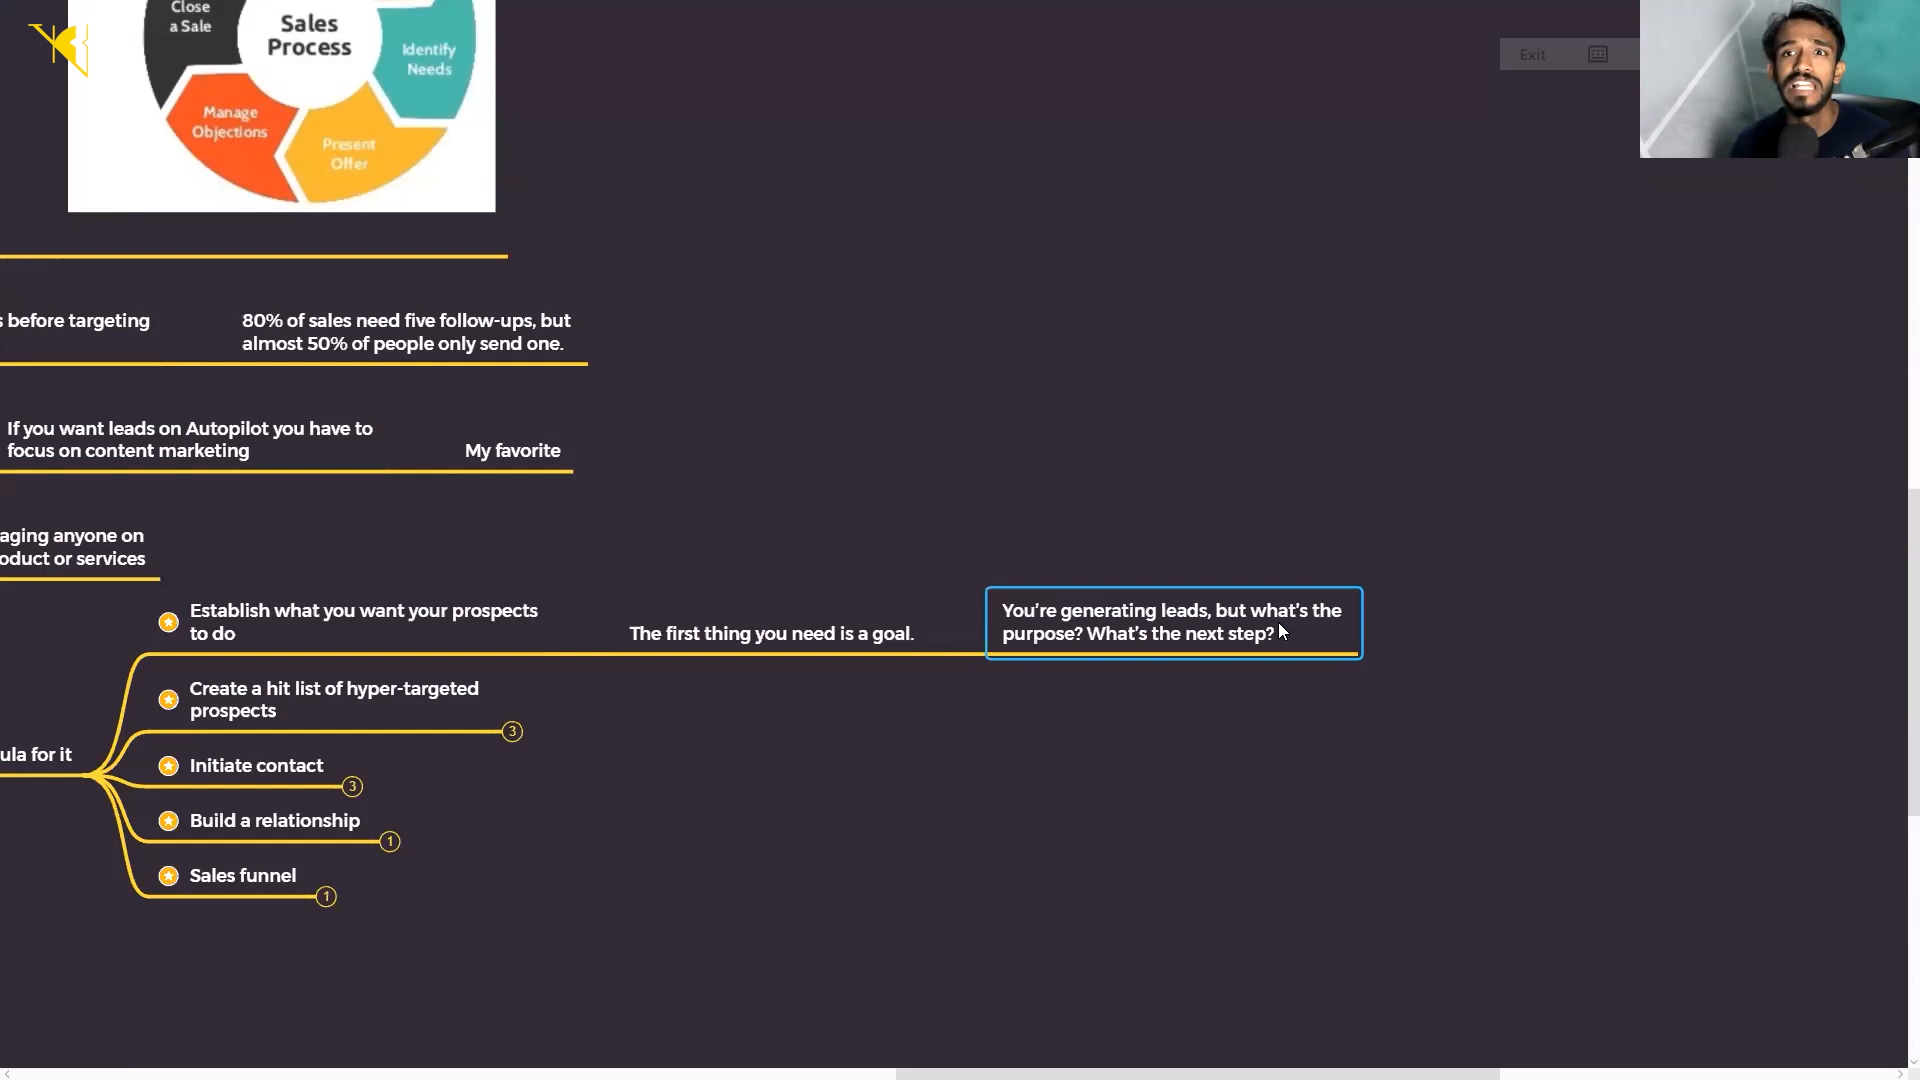 Close
a Sale
Sales
Process
Identify
Needs
Manage
Objections
Present
Offer
Exit
s before targeting
80% of sales need five follow-ups, but
almost 50% of people only send one.
If you want leads on Autopilot you have to
focus on content marketing
My favorite
aging anyone on
oduct or services
Establish what you want your prospects
to do
The first thing you need is a goal.
You're generating leads, but what's the
purpose? What's the next step?
Create a hit list of hyper-targeted
prospects
3
ula for it
Initiate contact
3
Build a relationship
1
Sales funnel
1